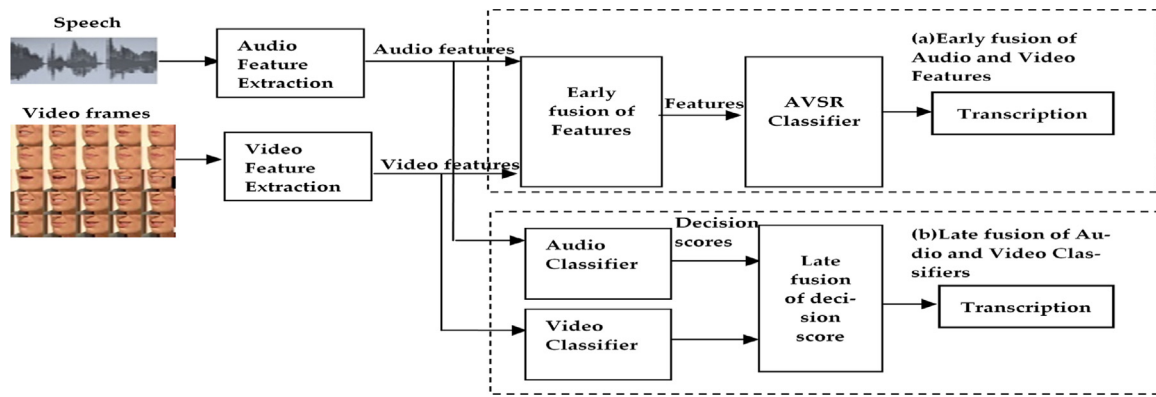 Speech
Audio
Feature
Extraction
Audio features
Video frames
Video
Feature
Extraction
Video features
Early
fusion of
Features
Features
AVSR
Classifier
(a)Early fusion of
Audio and Video
Features
Transcription
Audio
Classifier
Decision
scores
Video
Classifier
Late
fusion
of deci-
sion
score
(b)Late fusion of Au-
dio and Video Clas-
sifiers
Transcription